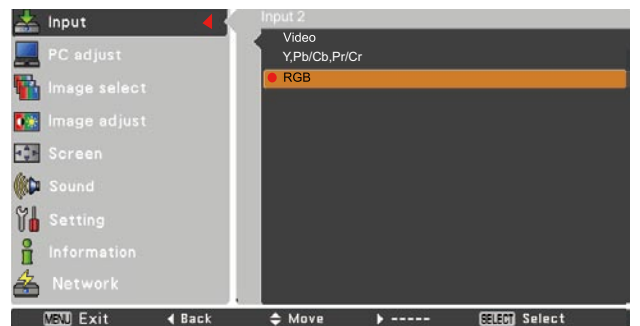 Input
PC adjust
Image select
Image adjust
Screen
Sound
Setting
Information
Network
Input 2
Video
Y,Pb/Cb,Pr/Cr
RGB
MENU Exit
Back
Move
-----
SELECT Select